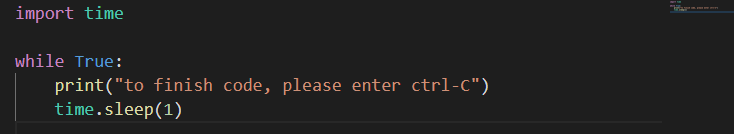 import time
while True:
    print("to finish code, please enter ctrl-C")
    time.sleep(1)